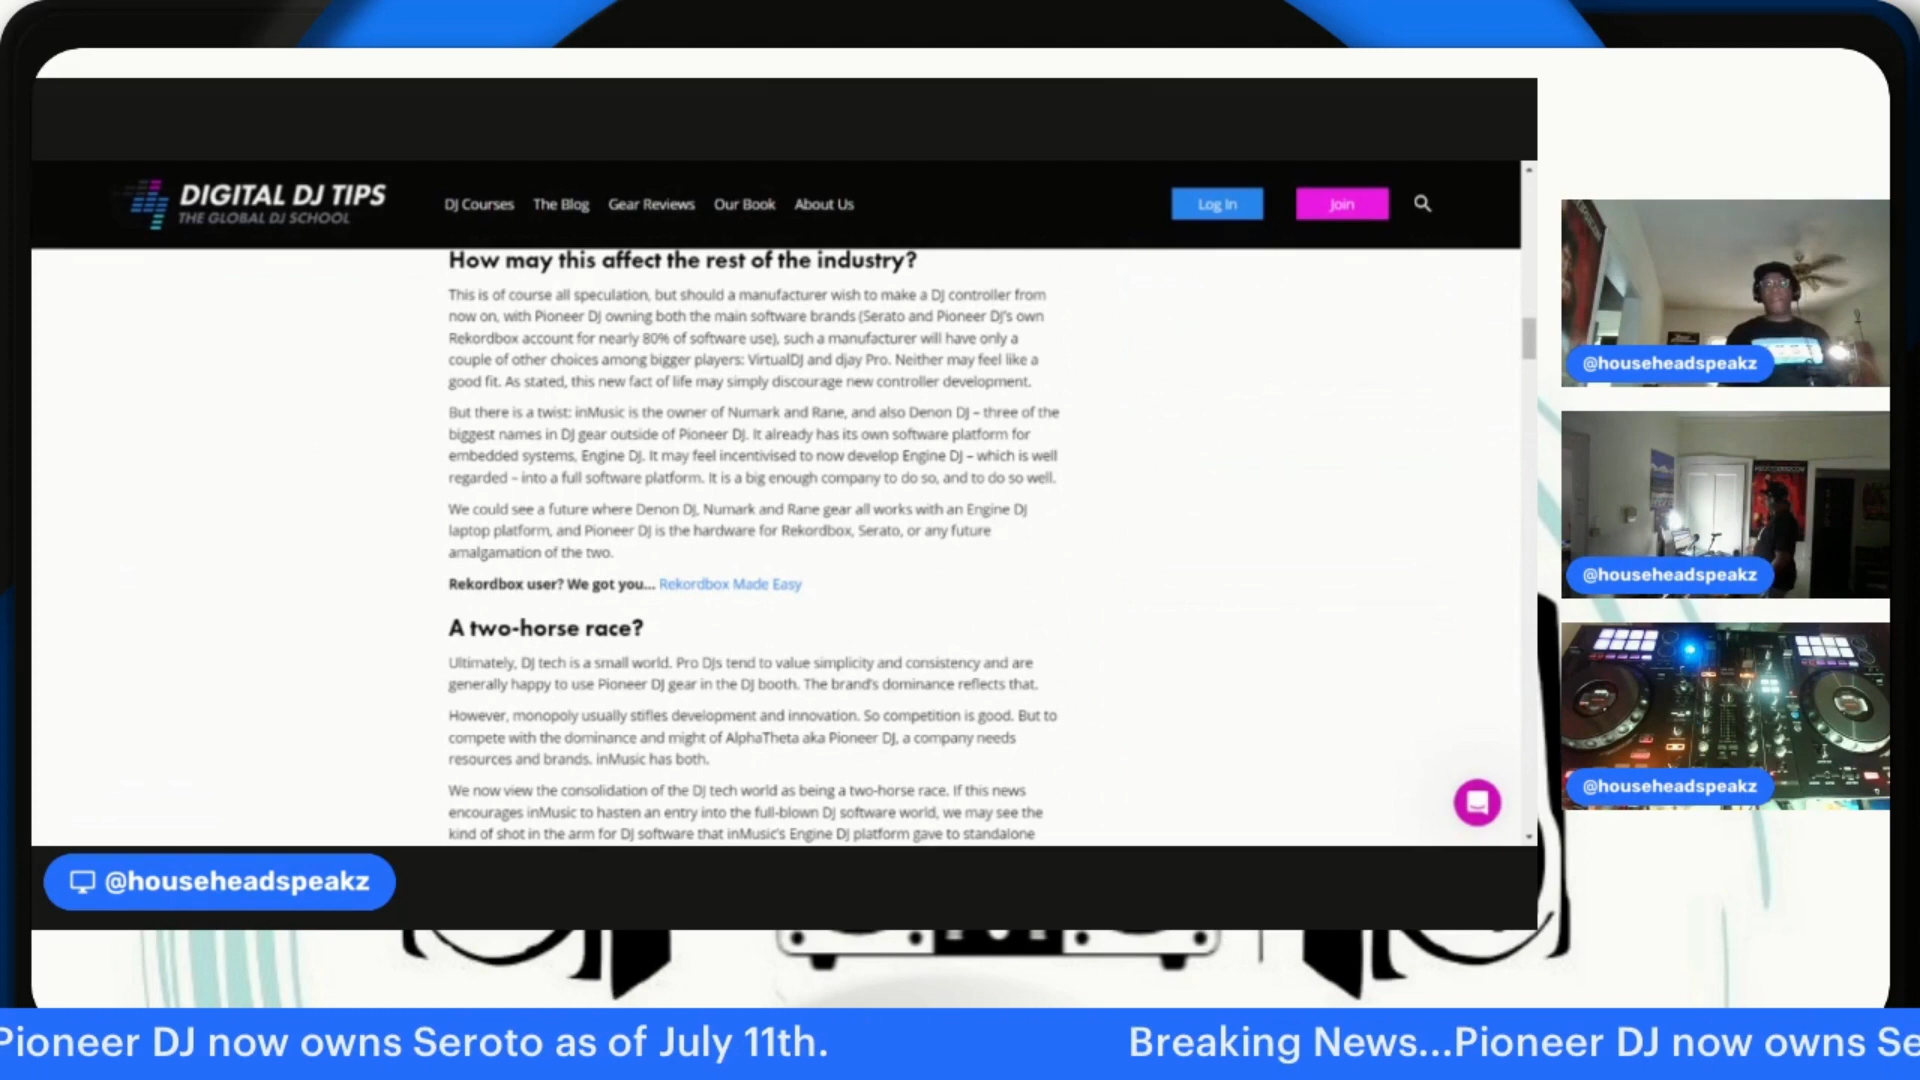 DIGITAL DJ TIPS
THE GLOBAL DJ SCHOOL
DJ Courses The Blog Gear Reviews Our Book About Us
Log In
Join
How may this affect the rest of the industry?
This is of course all speculation, but should a manufacturer wish to make a DJ controller from
now on, with Pioneer DJ owning both the main software brands (Serato and Pioneer DJ's own
Rekordbox account for nearly 80% of software use), such a manufacturer will have only a
couple of other choices among bigger players: VirtualDJ and djay Pro. Neither may feel like a
good fit. As stated, this new fact of life may simply discourage new controller development.
But there is a twist: inMusic is the owner of Numark and Rane, and also Denon DJ – three of the
biggest names in DJ gear outside of Pioneer DJ. It already has its own software platform for
embedded systems, Engine DJ. It may feel incentivised to now develop Engine DJ – which is well
regarded – into a full software platform. It is a big enough company to do so, and to do so well.
We could see a future where Denon DJ, Numark and Rane gear all works with an Engine DJ
laptop platform, and Pioneer DJ is the hardware for Rekordbox, Serato, or any future
amalgamation of the two.
Rekordbox user? We got you... Rekordbox Made Easy
A two-horse race?
Ultimately, DJ tech is a small world. Pro DJs tend to value simplicity and consistency and are
generally happy to use Pioneer DJ gear in the DJ booth. The brand's dominance reflects that.
However, monopoly usually stifles development and innovation. So competition is good. But to
compete with the dominance and might of AlphaTheta aka Pioneer DJ, a company needs
resources and brands. inMusic has both.
We now view the consolidation of the DJ tech world as being a two-horse race. If this news
encourages inMusic to hasten an entry into the full-blown DJ software world, we may see the
kind of shot in the arm for DJ software that inMusic's Engine DJ platform gave to standalone
@househeadspeakz
@househeadspeakz
@househeadspeakz
@househeadspeakz
Pioneer DJ now owns Seroto as of July 11th.
Breaking News...Pioneer DJ now owns Se